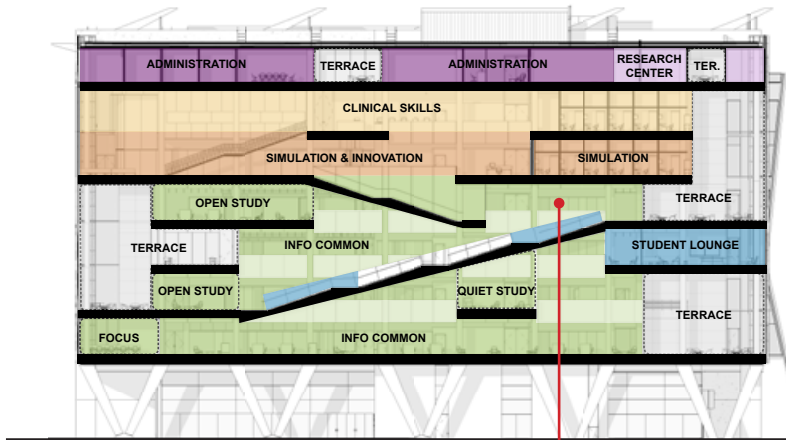 ADMINISTRATION
TERRACE
ADMINISTRATION
RESEARCH
CENTER
TER.
CLINICAL SKILLS
SIMULATION & INNOVATION
SIMULATION
OPEN STUDY
TERRACE
TERRACE
INFO COMMON
STUDENT LOUNGE
OPEN STUDY
QUIET STUDY
TERRACE
FOCUS
INFO COMMON